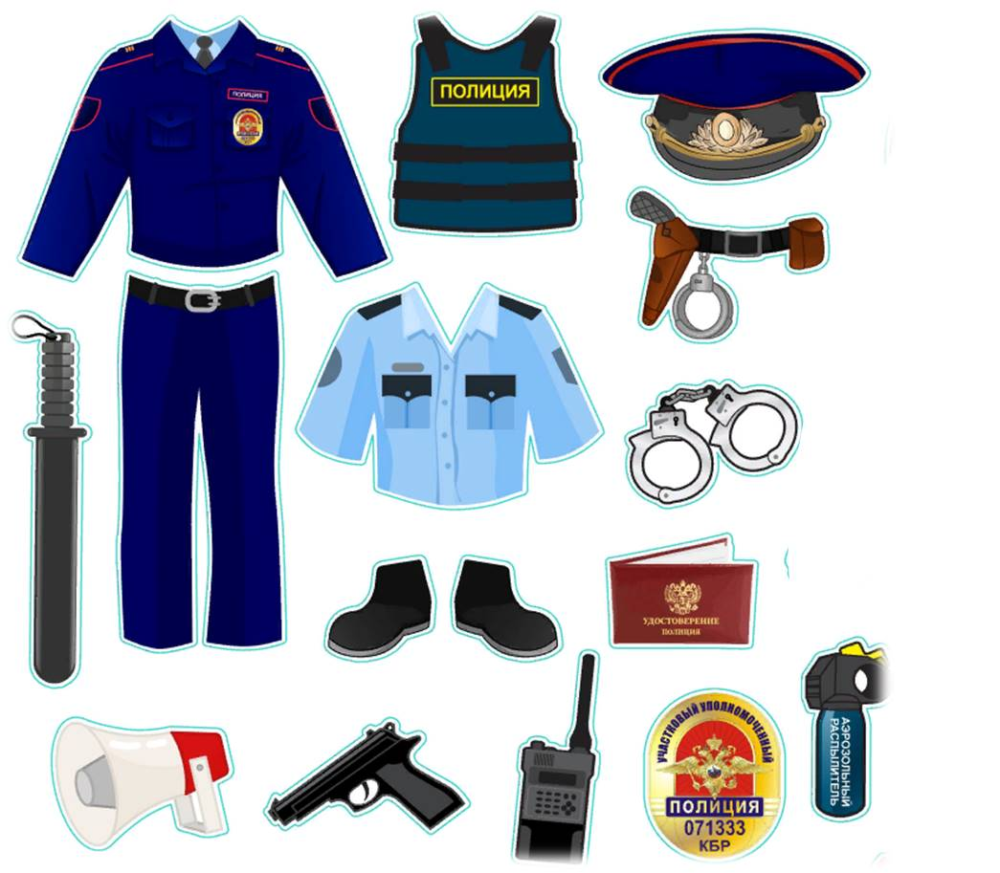 ПОЛИЦИЯ
ПОЛИЦИЯ
УДОСТОВЕРЕНИЕ
ПОЛИЦИЯ
УЧАСТКОВЫЙ УПОЛНОМОЧЕННЫЙ
ПОЛИЦИЯ
071333
КБР
АЭРОЗОЛЬНЫЙ
РАСПЫЛИТЕЛЬ